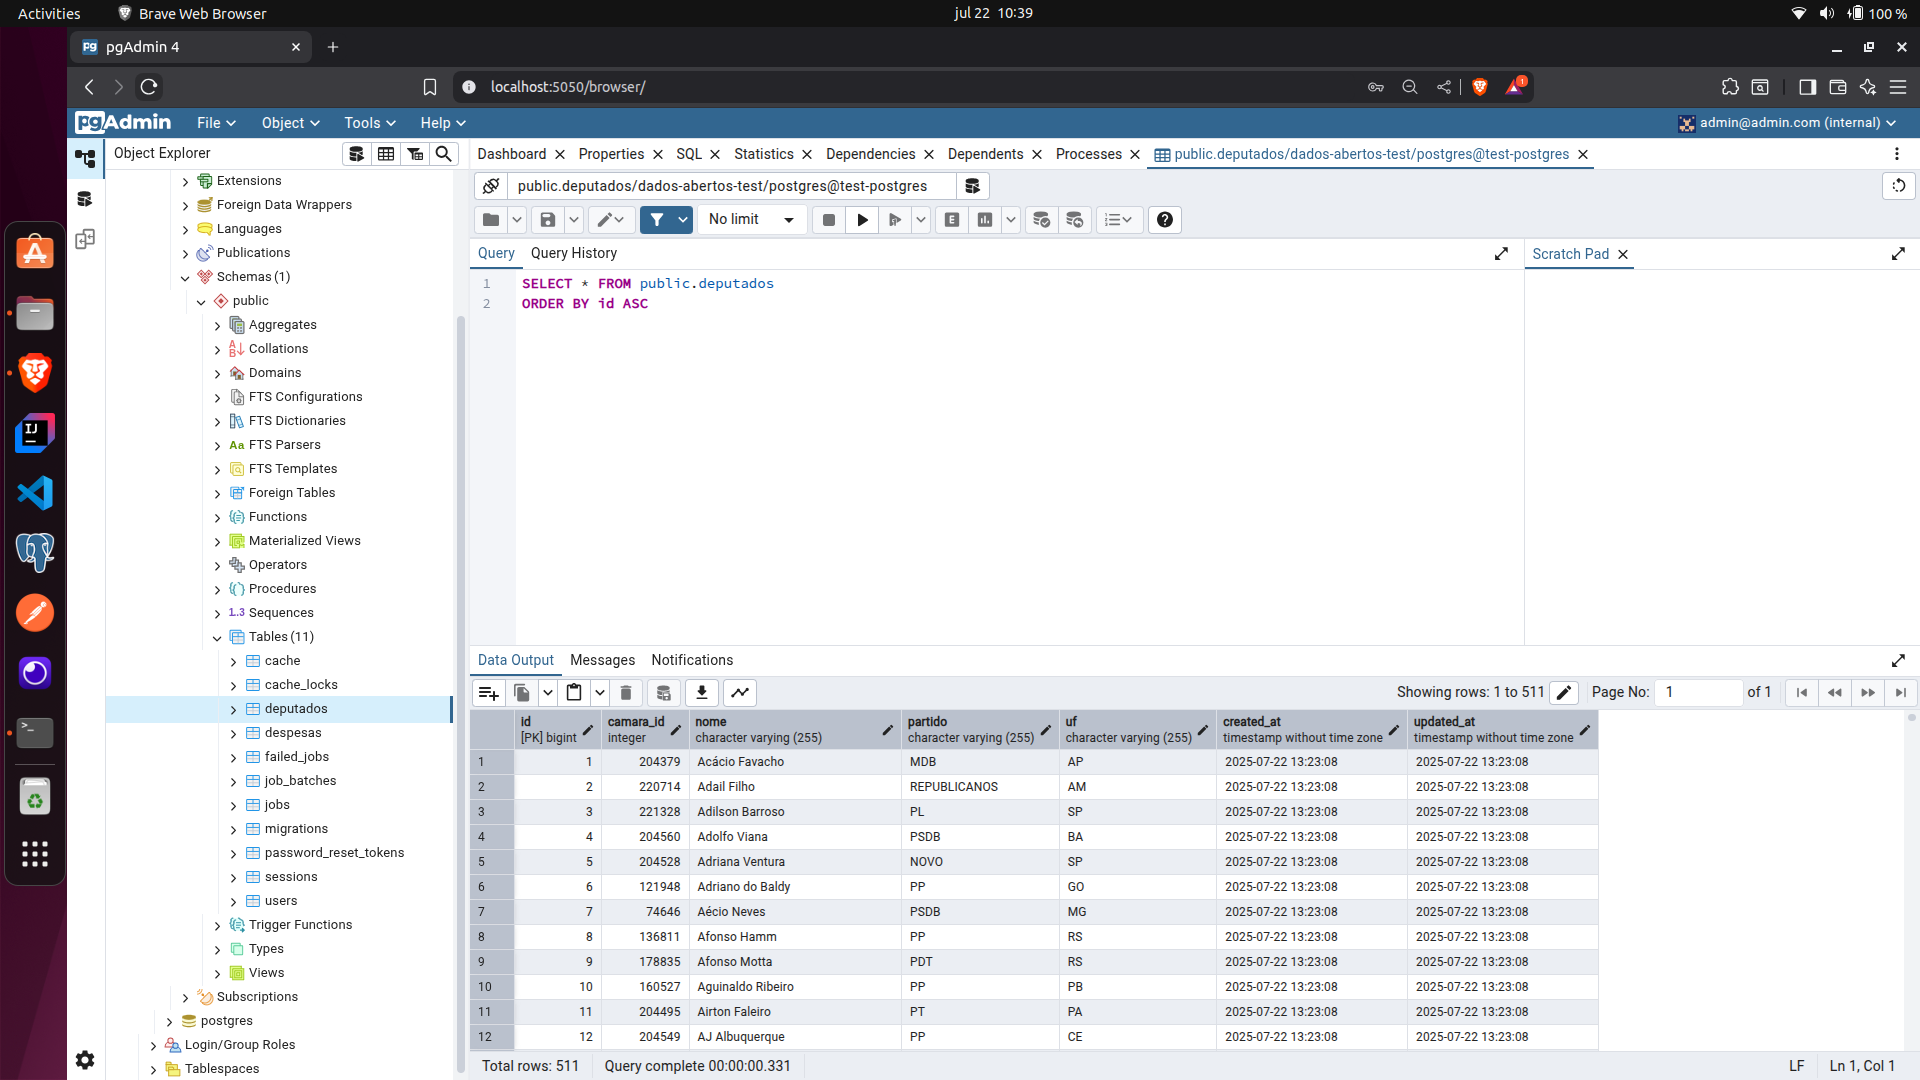 Activities Brave Web Browser jul 22 10:39 100 %
pgAdmin 4
localhost:5050/browser/ 1
pgAdmin File Object Tools Help admin@admin.com (internal)
Object Explorer
Extensions
Foreign Data Wrappers
Languages
Publications
Schemas (1)
public
Aggregates
Collations
Domains
FTS Configurations
FTS Dictionaries
Aa FTS Parsers
FTS Templates
Foreign Tables
Functions
Materialized Views
Operators
Procedures
1..3 Sequences
Tables (11)
cache
cache_locks
deputados
despesas
failed_jobs
job_batches
jobs
migrations
password_reset_tokens
sessions
users
Trigger Functions
Types
Views
Subscriptions
postgres
Login/Group Roles
Tablespaces
Dashboard Properties SQL Statistics Dependencies Dependents Processes public.deputados/dados-abertos-test/postgres@test-postgres
public.deputados/dados-abertos-test/postgres@test-postgres
No limit E
Query Query History Scratch Pad
1 SELECT * FROM public.deputados
2 ORDER BY id ASC
Data Output Messages Notifications
Showing rows: 1 to 511 Page No: 1 of 1
id camara_id nome partido uf created_at updated_at
[PK] bigint integer character varying (255) character varying (255) character varying (255) timestamp without time zone timestamp without time zone
1 1 204379 Acácio Favacho MDB AP 2025-07-22 13:23:08 2025-07-22 13:23:08
2 2 220714 Adail Filho REPUBLICANOS AM 2025-07-22 13:23:08 2025-07-22 13:23:08
3 3 221328 Adilson Barroso PL SP 2025-07-22 13:23:08 2025-07-22 13:23:08
4 4 204560 Adolfo Viana PSDB BA 2025-07-22 13:23:08 2025-07-22 13:23:08
5 5 204528 Adriana Ventura NOVO SP 2025-07-22 13:23:08 2025-07-22 13:23:08
6 6 121948 Adriano do Baldy PP GO 2025-07-22 13:23:08 2025-07-22 13:23:08
7 7 74646 Aécio Neves PSDB MG 2025-07-22 13:23:08 2025-07-22 13:23:08
8 8 136811 Afonso Hamm PP RS 2025-07-22 13:23:08 2025-07-22 13:23:08
9 9 178835 Afonso Motta PDT RS 2025-07-22 13:23:08 2025-07-22 13:23:08
10 10 160527 Aguinaldo Ribeiro PP PB 2025-07-22 13:23:08 2025-07-22 13:23:08
11 11 204495 Airton Faleiro PT PA 2025-07-22 13:23:08 2025-07-22 13:23:08
12 12 204549 AJ Albuquerque PP CE 2025-07-22 13:23:08 2025-07-22 13:23:08
Total rows: 511 Query complete 00:00:00.331 LF Ln 1, Col 1